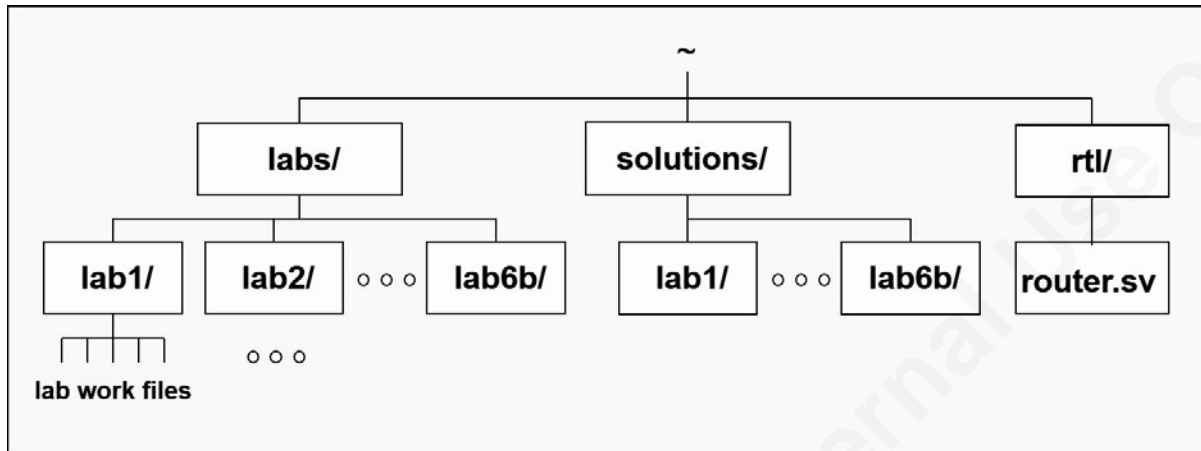 ~
labs/ solutions/ rtl/
lab1/ lab2/ lab6b/ lab1/ lab6b/ router.sv
lab work files